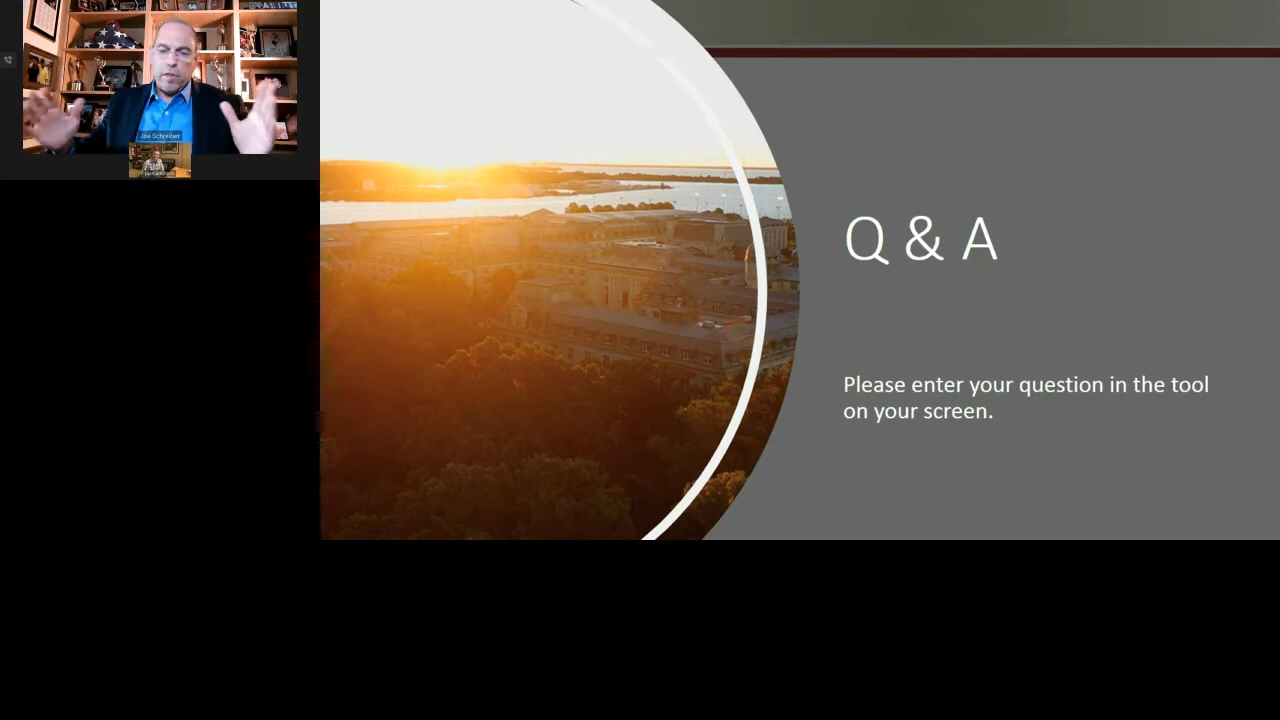 Joe Schreiber
Q & A
Please enter your question in the tool
on your screen.